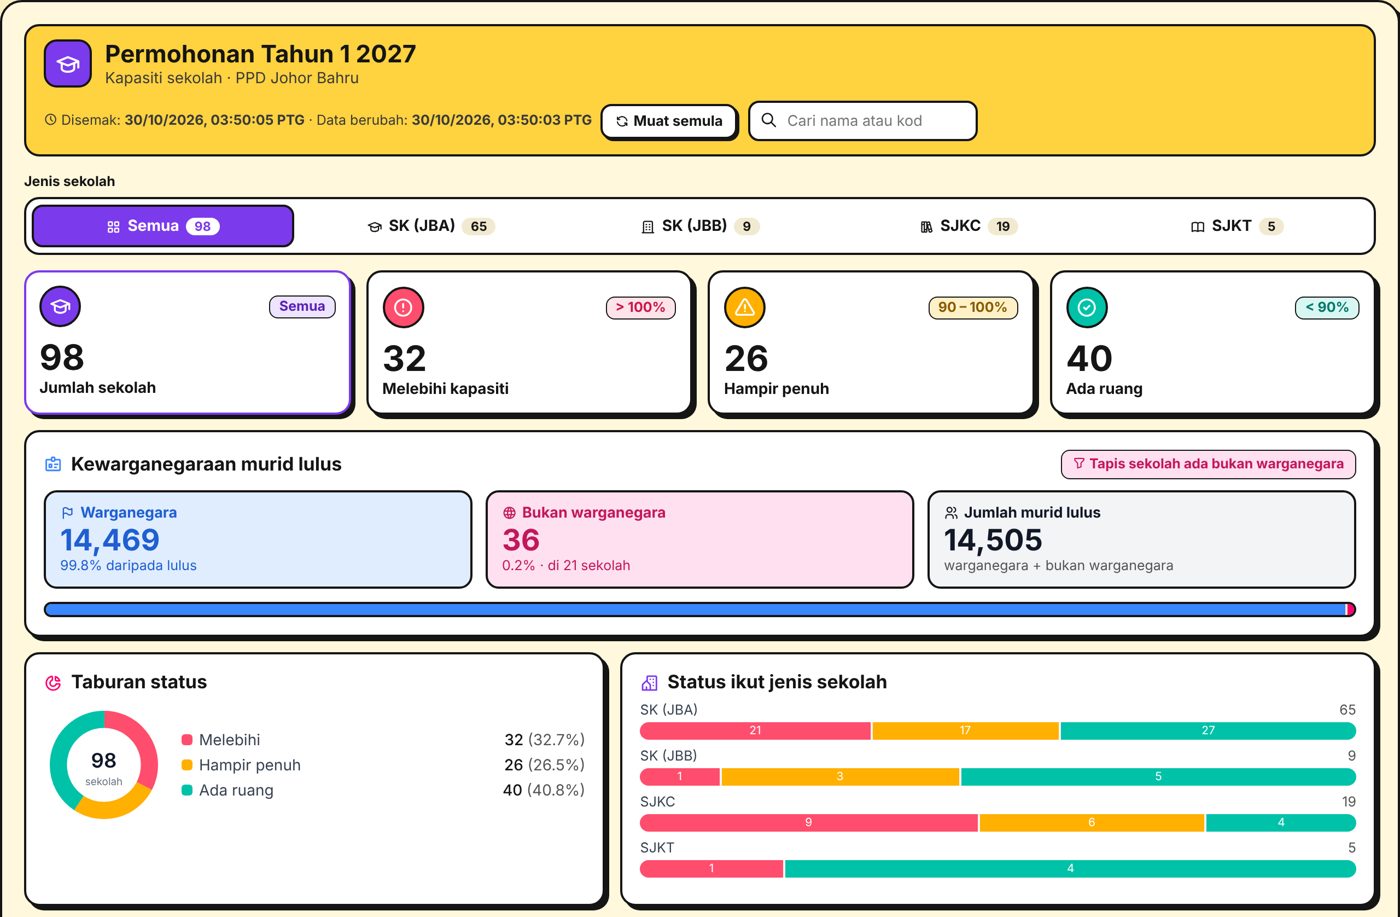 Permohonan Tahun 1 2027
Kapasiti sekolah · PPD Johor Bahru
Disemak: 30/10/2026, 03:50:05 PTG · Data berubah: 30/10/2026, 03:50:03 PTG
Muat semula
Cari nama atau kod
Jenis sekolah
Semua 98
SK (JBA) 65
SK (JBB) 9
SJKC 19
SJKT 5
Semua
98
Jumlah sekolah
> 100%
32
Melebihi kapasiti
90 – 100%
26
Hampir penuh
< 90%
40
Ada ruang
Kewarganegaraan murid lulus
Tapis sekolah ada bukan warganegara
Warganegara
14,469
99.8% daripada lulus
Bukan warganegara
36
0.2% · di 21 sekolah
Jumlah murid lulus
14,505
warganegara + bukan warganegara
Taburan status
98
sekolah
Melebihi 32 (32.7%)
Hampir penuh 26 (26.5%)
Ada ruang 40 (40.8%)
Status ikut jenis sekolah
SK (JBA) 65
21 17 27
SK (JBB) 9
1 3 5
SJKC 19
9 6 4
SJKT 5
1 4